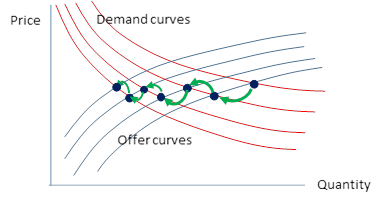 Price
Demand curves
Offer curves
Quantity